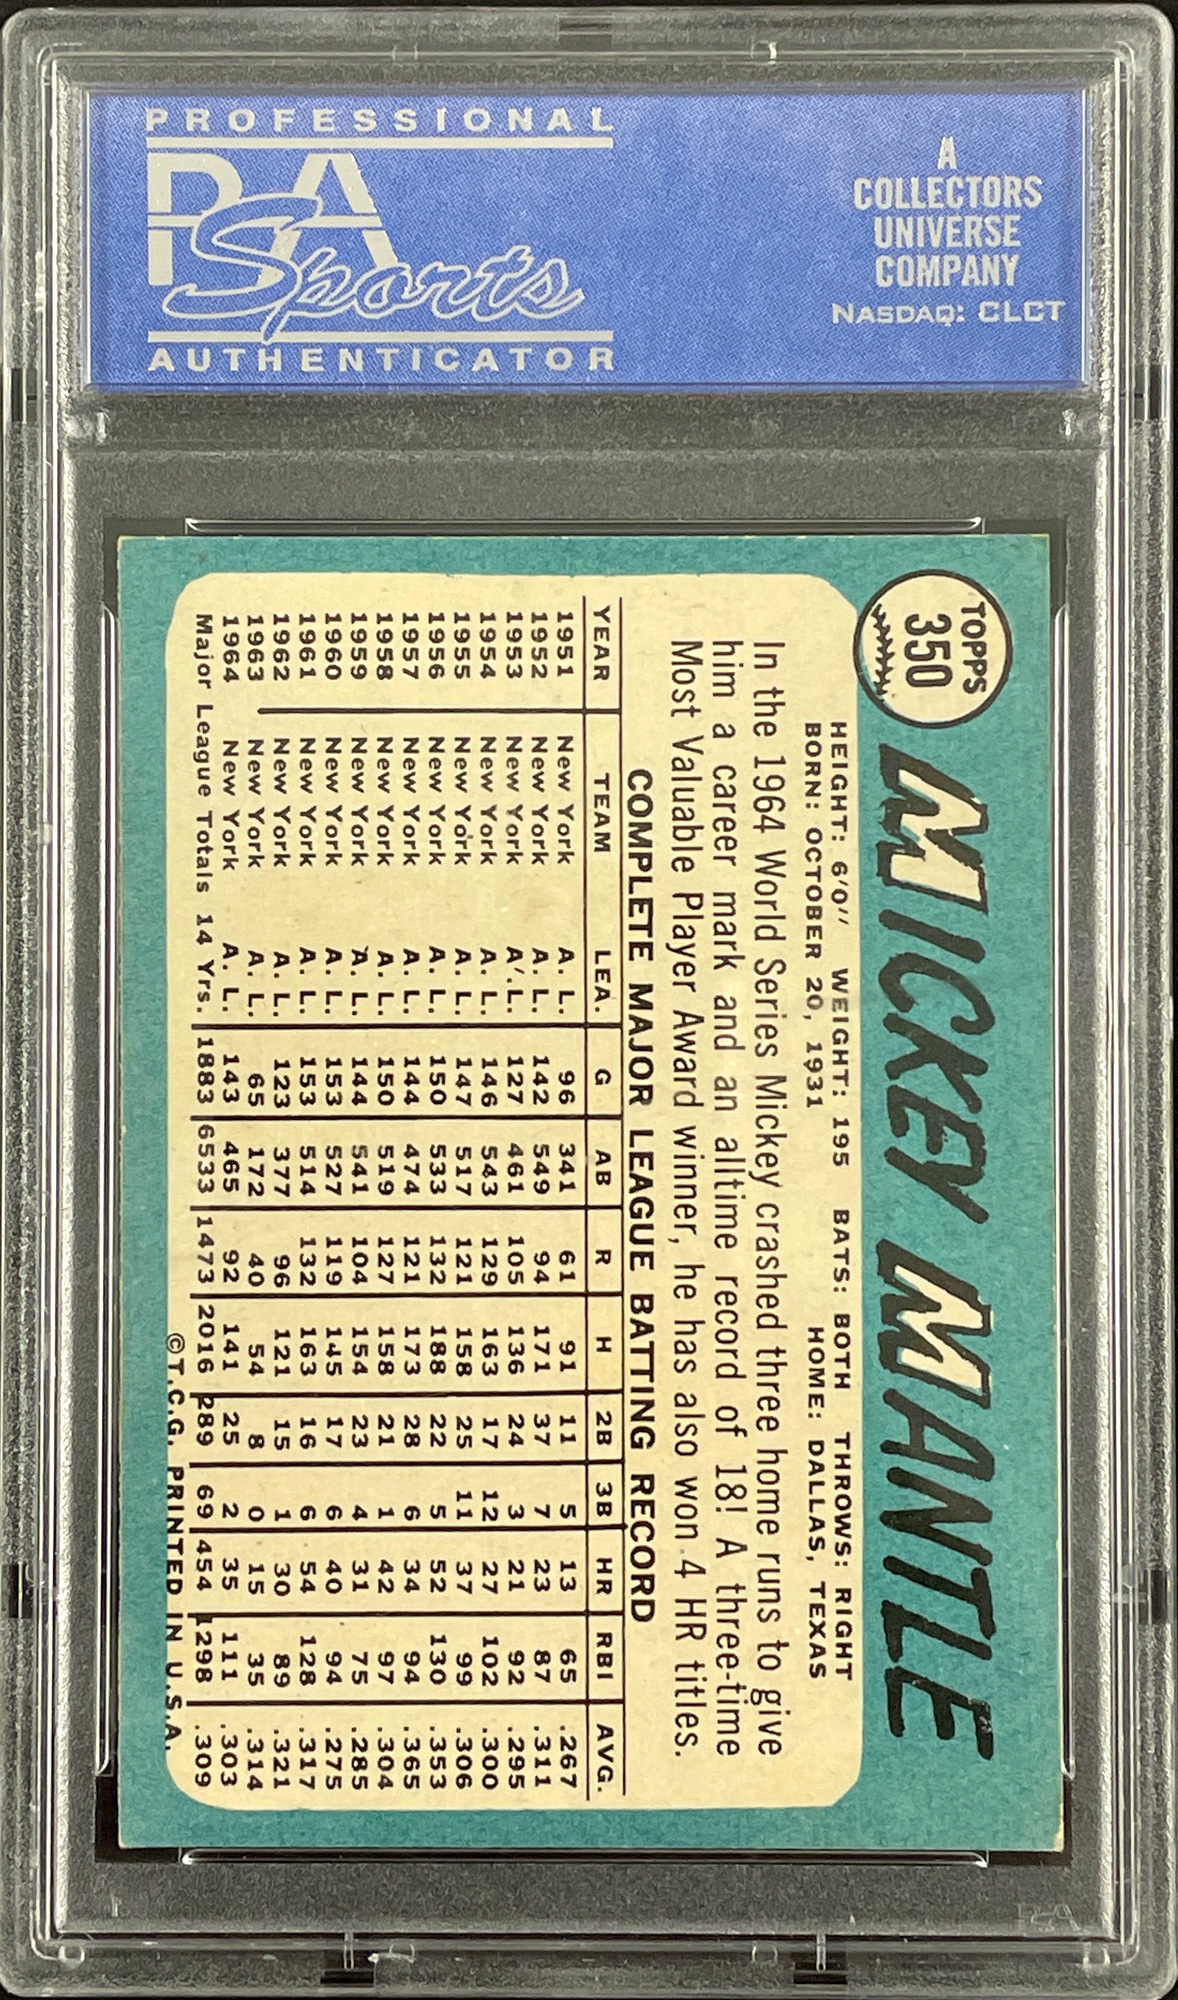 PROFESSIONAL
PSA
Sports
AUTHENTICATOR
A
COLLECTORS
UNIVERSE
COMPANY
NASDAQ: CLCT
TOPPS
350
MICKEY MANTLE
HEIGHT: 6'0" WEIGHT: 195 BATS: BOTH THROWS: RIGHT
BORN: OCTOBER 20, 1931 HOME: DALLAS, TEXAS
In the 1964 World Series Mickey crashed three home runs to give
him a career mark and an alltime record of 18! A three-time
Most Valuable Player Award winner, he has also won 4 HR titles.
COMPLETE MAJOR LEAGUE BATTING RECORD
YEAR TEAM LEA. G AB R H 2B 3B HR RBI AVG.
1951 New York A. L. 96 341 61 91 11 5 13 65 .267
1952 New York A. L. 142 549 94 171 37 7 23 87 .311
1953 New York A. L. 127 461 105 136 24 3 21 92 .295
1954 New York A. L. 146 543 129 163 17 12 27 102 .300
1955 New York A. L. 147 517 121 158 25 11 37 99 .306
1956 New York A. L. 150 533 132 188 22 5 52 130 .353
1957 New York A. L. 144 474 121 173 28 6 34 94 .365
1958 New York A. L. 150 519 127 158 21 1 42 97 .304
1959 New York A. L. 144 541 104 154 23 4 31 75 .285
1960 New York A. L. 153 527 119 145 17 6 40 94 .275
1961 New York A. L. 153 514 132 163 16 6 54 128 .317
1962 New York A. L. 123 377 96 121 15 1 30 89 .321
1963 New York A. L. 65 172 40 54 8 0 15 35 .314
1964 New York A. L. 143 465 92 141 25 2 35 111 .303
Major League Totals 14 Yrs. 1883 6533 1473 2016 289 69 454 1298 .309
©T.C.G. PRINTED IN U.S.A.